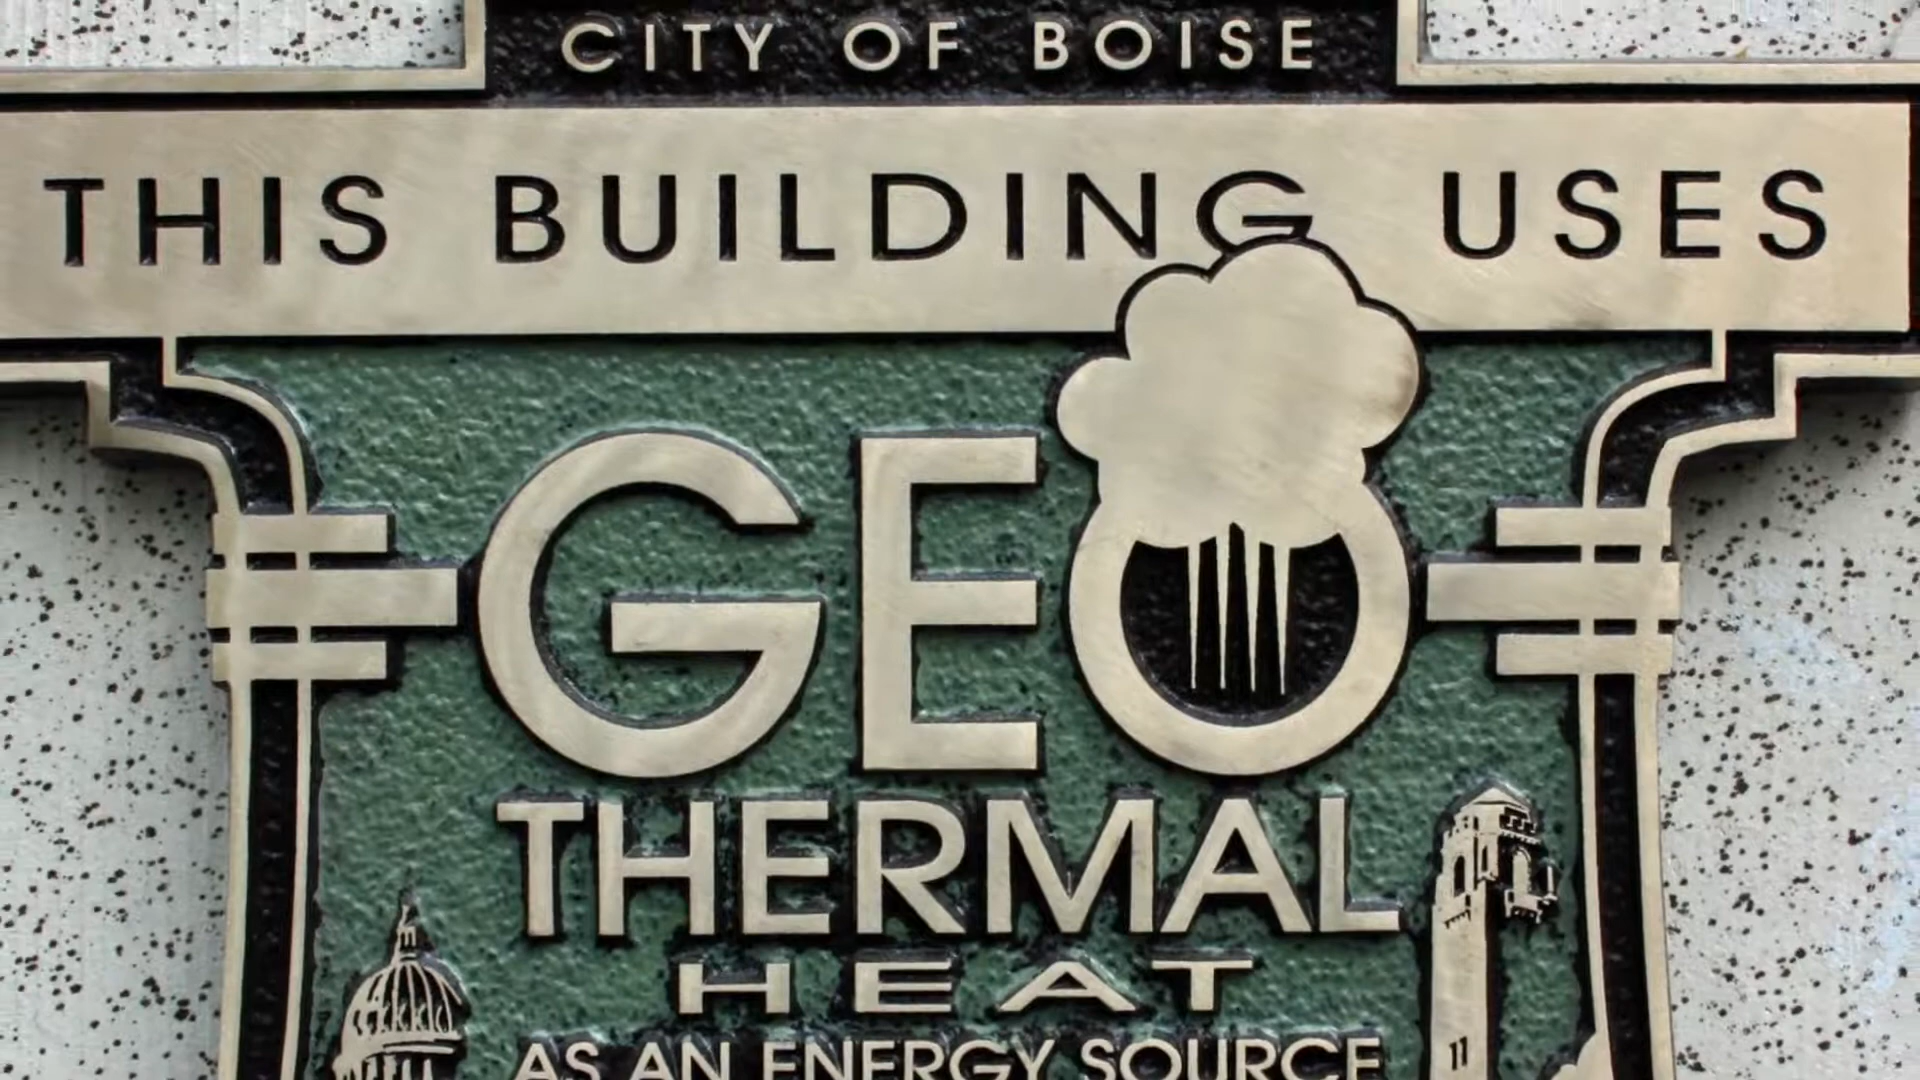 CITY OF BOISE
THIS BUILDING USES
GEO
THERMAL
HEAT
AS AN ENERGY SOURCE